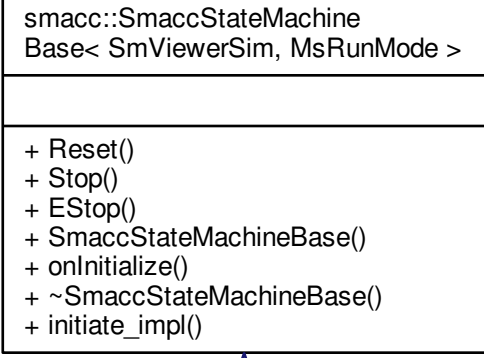 smacc::SmaccStateMachine
Base< SmViewerSim, MsRunMode >
+ Reset()
+ Stop()
+ EStop()
+ SmaccStateMachineBase()
+ onInitialize()
+ ~SmaccStateMachineBase()
+ initiate_impl()